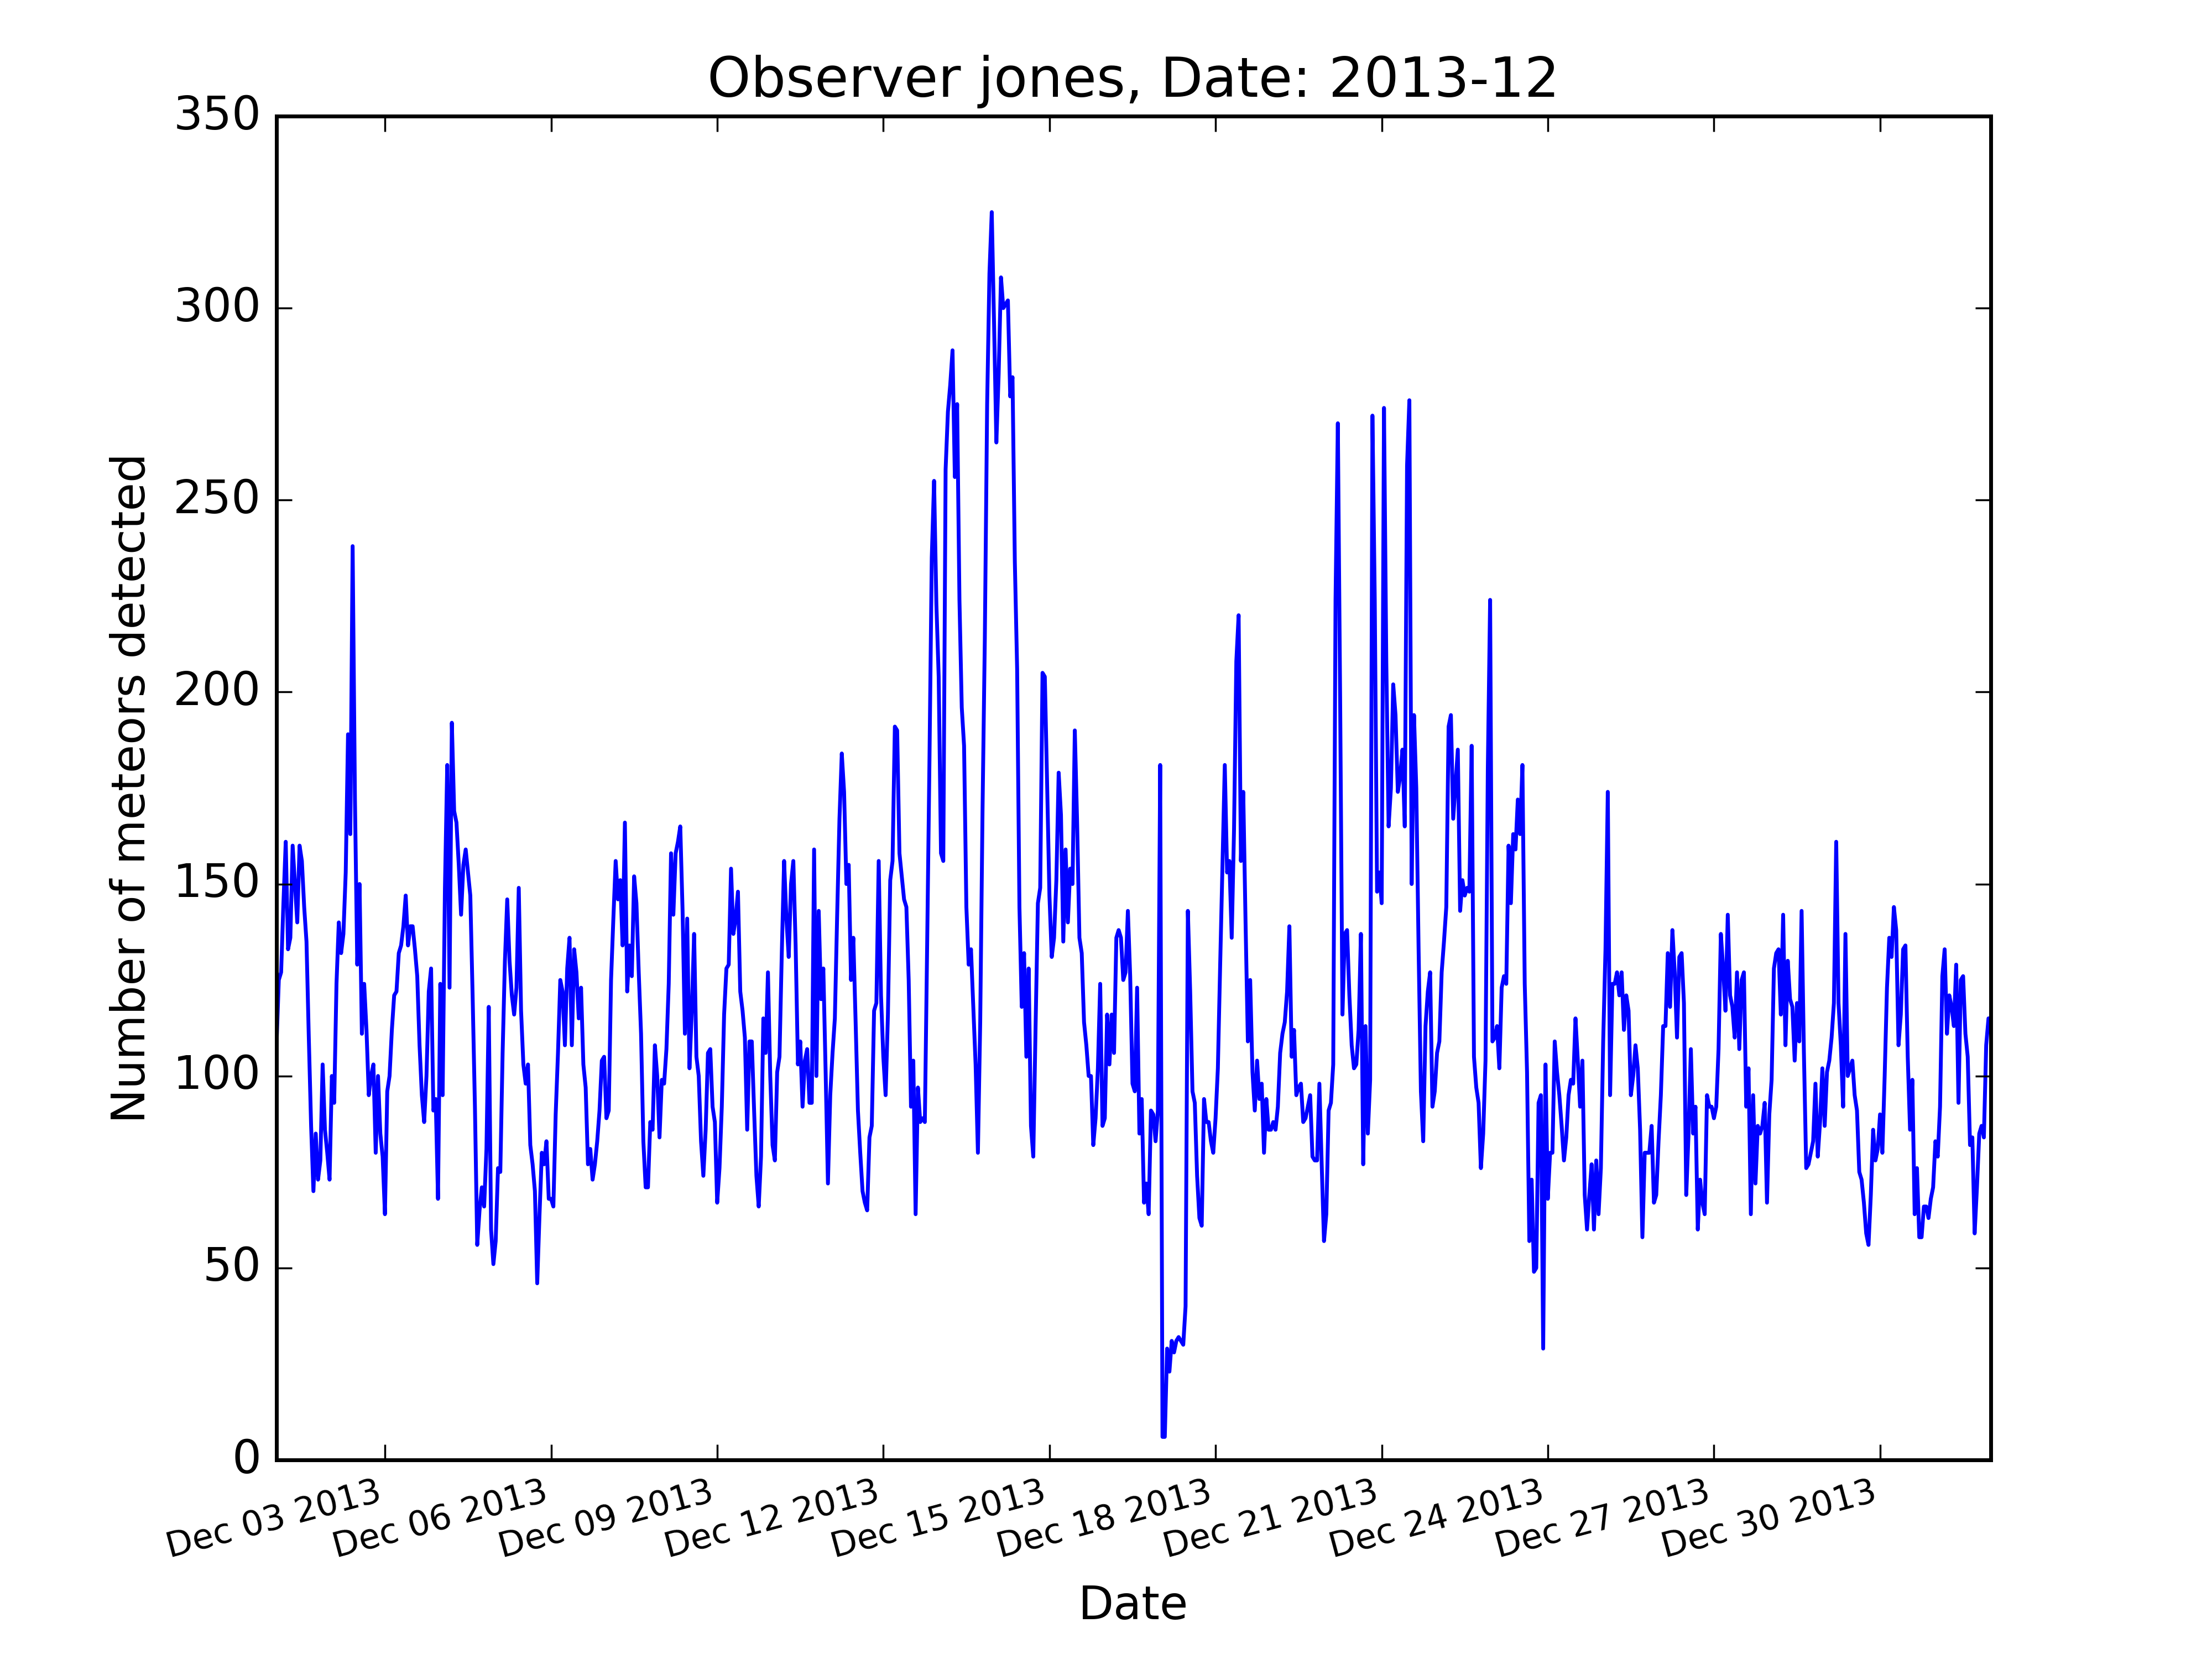 Observer jones, Date: 2013-12
350
300
250
200
150
100
50
0
Number of meteors detected
Dec 03 2013
Dec 06 2013
Dec 09 2013
Dec 12 2013
Dec 15 2013
Dec 18 2013
Dec 21 2013
Dec 24 2013
Dec 27 2013
Dec 30 2013
Date